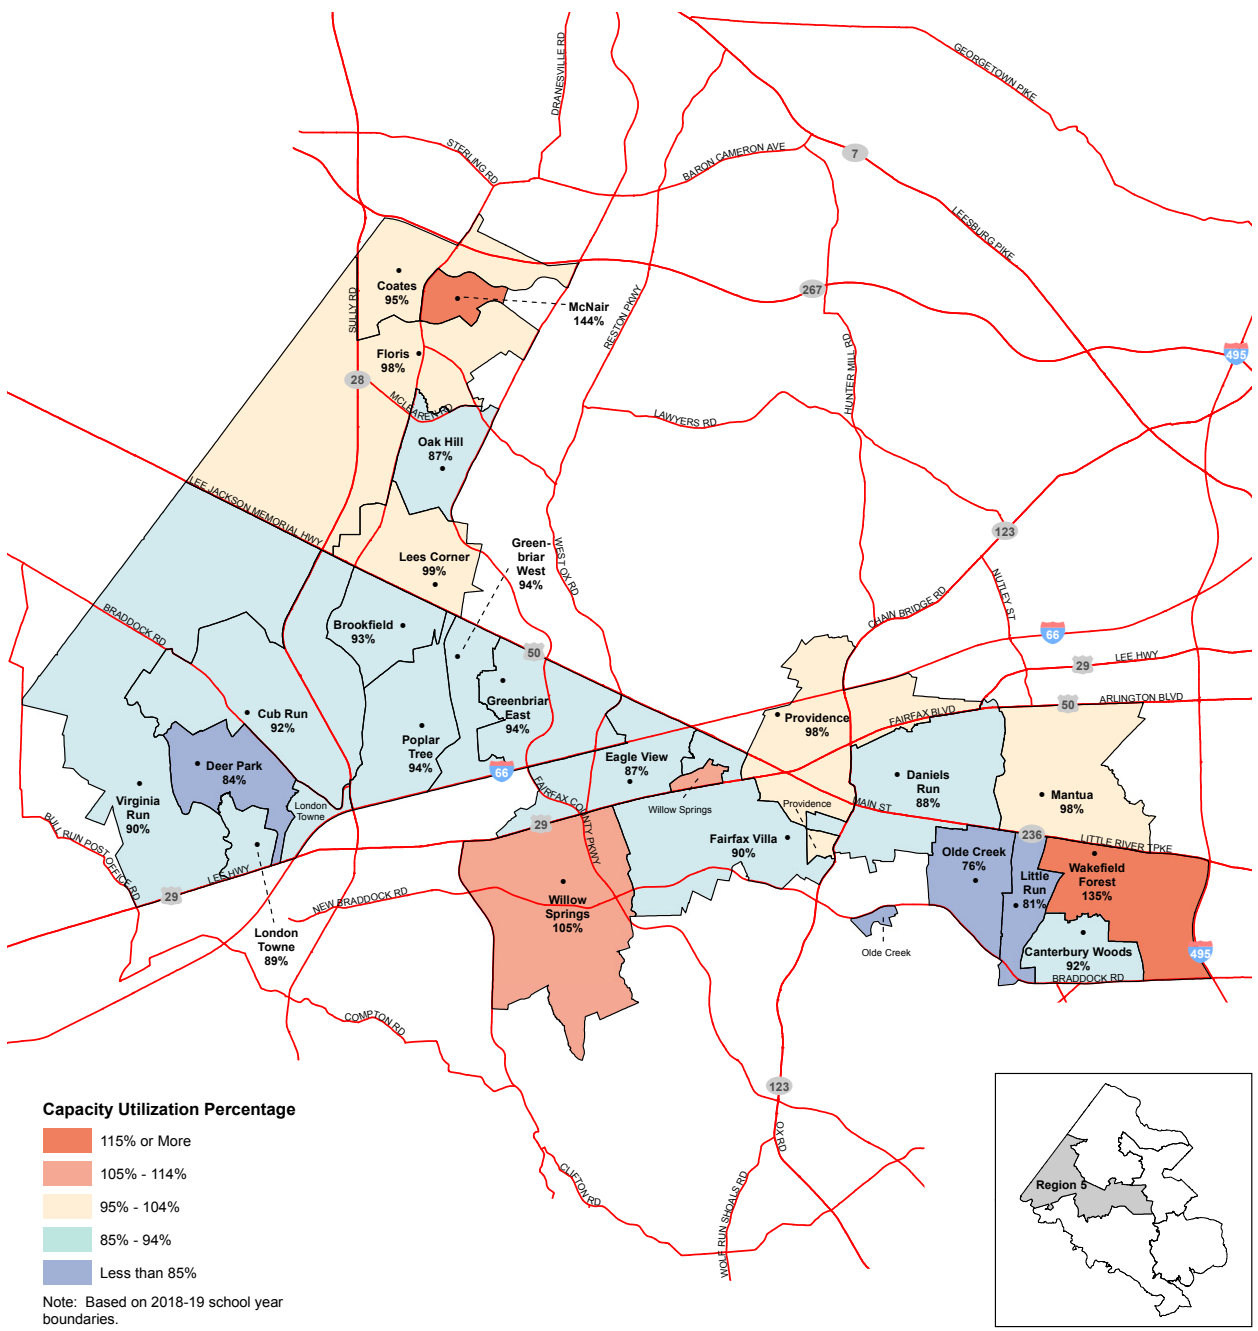 DRANESVILLE RD
GEORGETOWN PIKE
STERLING RD
BARON CAMERON AVE
7
LEESBURG PIKE
Coates
95%
267
SULLY RD
McNair
144%
RESTON PKWY
Floris
98%
HUNTER MILL RD
495
28
MCLEAREN RD
LAWYERS RD
Oak Hill
87%
LEE JACKSON MEMORIAL HWY
Lees Corner
99%
Green-
briar
West
94%
WEST OX RD
123
NUTLEY ST
CHAIN BRIDGE RD
BRADDOCK RD
Brookfield
93%
50
66
29
LEE HWY
Cub Run
92%
Greenbriar
East
94%
Providence
98%
FAIRFAX BLVD
50
ARLINGTON BLVD
Poplar
Tree
94%
Deer Park
84%
66
Eagle View
87%
Daniels
Run
88%
Virginia
Run
90%
London
Towne
FAIRFAX COUNTY PKWY
Willow Springs
Providence
MAIN ST
Mantua
98%
BULL RUN POST OFFICE RD
29
Fairfax Villa
90%
236
LITTLE RIVER TPKE
LEE HWY
29
Olde Creek
76%
Little
Run
81%
Wakefield
Forest
135%
NEW BRADDOCK RD
Willow
Springs
105%
London
Towne
89%
Olde Creek
Canterbury Woods
92%
BRADDOCK RD
495
COMPTON RD
123
OX RD
CLIFTON RD
WOLF RUN SHOALS RD
Capacity Utilization Percentage
115% or More
105% - 114%
95% - 104%
85% - 94%
Less than 85%
Note:  Based on 2018-19 school year
boundaries.
Region 5